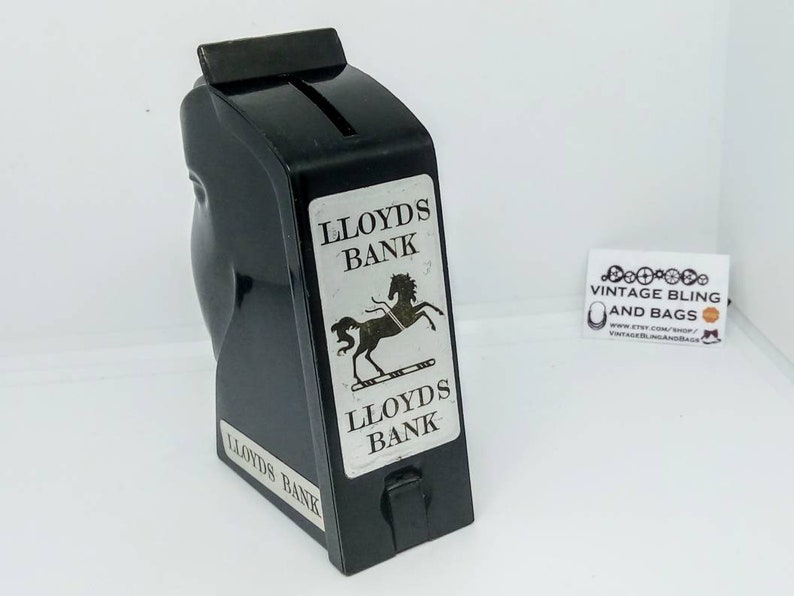 LLOYDS
BANK
LLOYDS
BANK
LLOYDS BANK
VINTAGE BLING
AND BAGS
WWW.ETSY.COM/SHOP/
VINTAGEBLINGANDBAGS